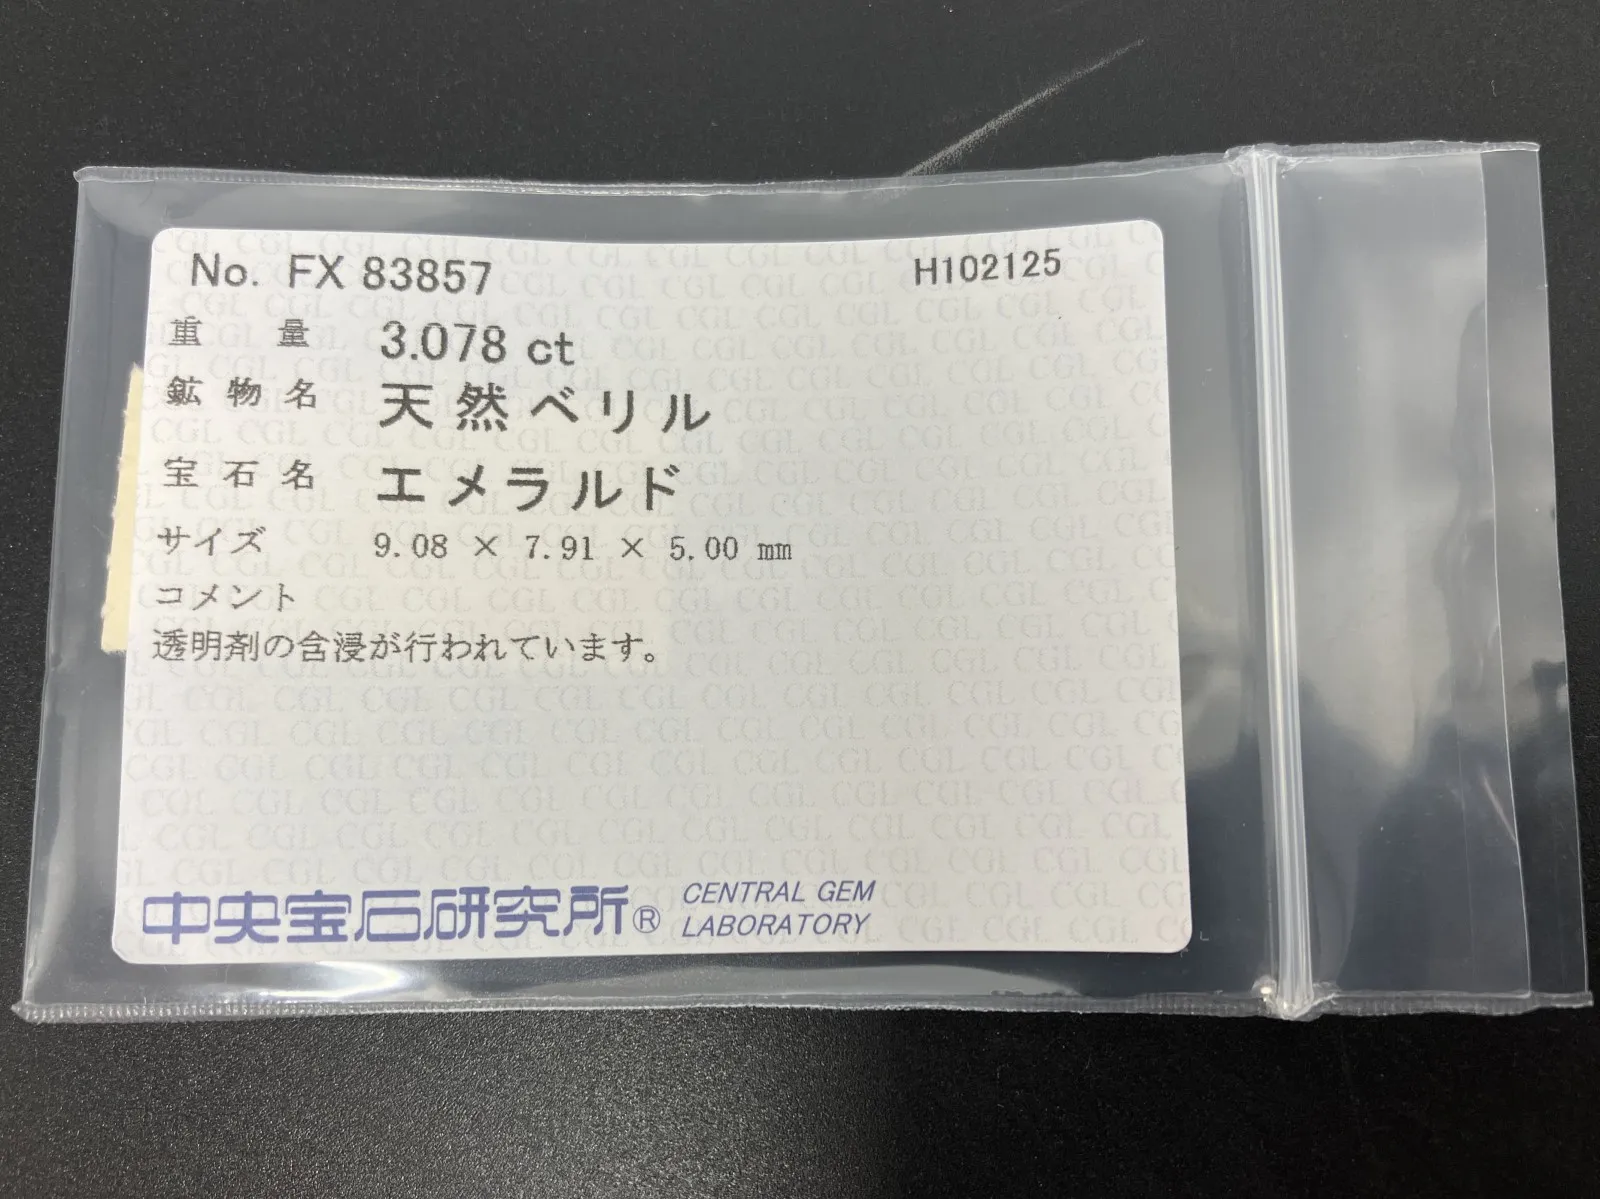 No. FX 83857 H102125
重量 3.078 ct
鉱物名 天然ベリル
宝石名 エメラルド
サイズ 9.08 × 7.91 × 5.00 mm
コメント
透明剤の含浸が行われています。
中央宝石研究所® CENTRAL GEM
LABORATORY